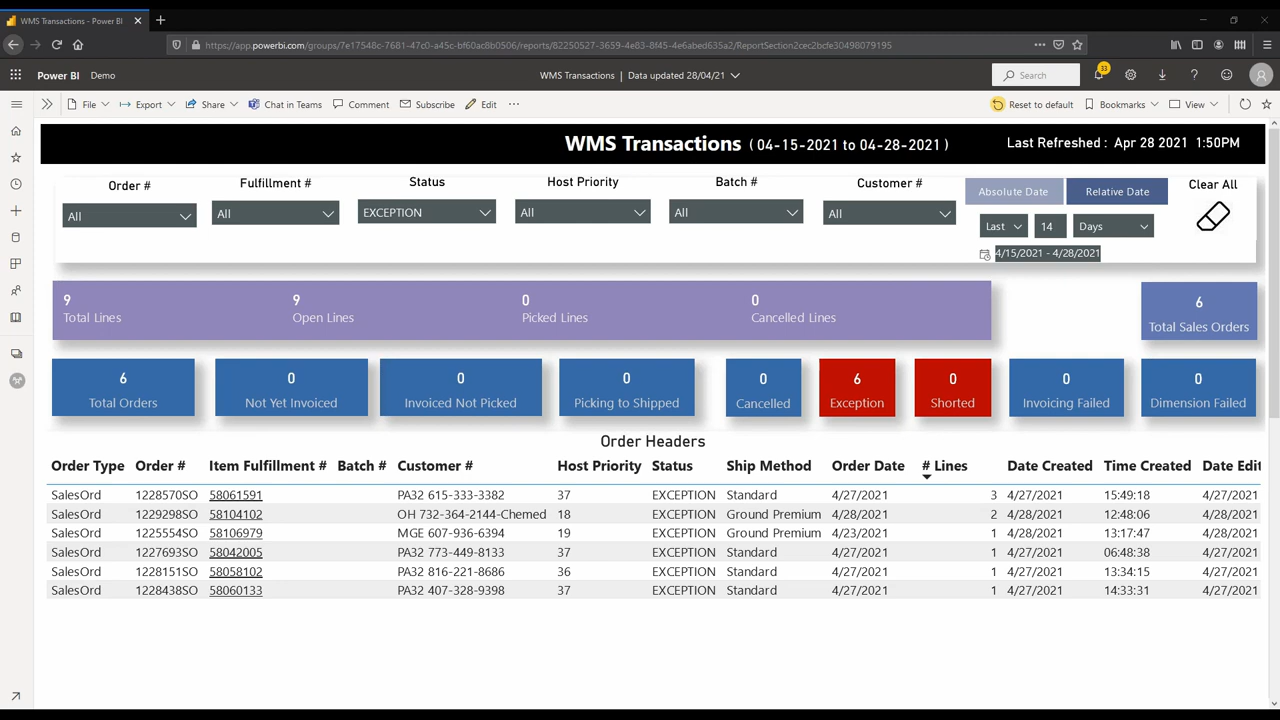 WMS Transactions - Power BI
https://app.powerbi.com/groups/7e17548c-7681-47c0-a45c-bf60ac8b0506/reports/82250527-3659-4e83-8f45-4e6abed635a2/ReportSection2cec2bcfe30498079195
Power BI Demo WMS Transactions | Data updated 28/04/21 Search 33
File Export Share Chat in Teams Comment Subscribe Edit Reset to default Bookmarks View
WMS Transactions ( 04-15-2021 to 04-28-2021 ) Last Refreshed : Apr 28 2021 1:50PM
Order # Fulfillment # Status Host Priority Batch # Customer # Absolute Date Relative Date Clear All
All All EXCEPTION All All All Last 14 Days
4/15/2021 - 4/28/2021
9 9 0 0 6
Total Lines Open Lines Picked Lines Cancelled Lines Total Sales Orders
6 0 0 0 0 6 0 0 0
Total Orders Not Yet Invoiced Invoiced Not Picked Picking to Shipped Cancelled Exception Shorted Invoicing Failed Dimension Failed
Order Headers
Order Type Order # Item Fulfillment # Batch # Customer # Host Priority Status Ship Method Order Date # Lines Date Created Time Created Date Edit
SalesOrd 1228570SO 58061591 PA32 615-333-3382 37 EXCEPTION Standard 4/27/2021 3 4/27/2021 15:49:18 4/27/2021
SalesOrd 1229298SO 58104102 OH 732-364-2144-Chemed 18 EXCEPTION Ground Premium 4/28/2021 2 4/28/2021 12:48:06 4/28/2021
SalesOrd 1225554SO 58106979 MGE 607-936-6394 19 EXCEPTION Ground Premium 4/23/2021 1 4/28/2021 13:17:47 4/28/2021
SalesOrd 1227693SO 58042005 PA32 773-449-8133 37 EXCEPTION Standard 4/27/2021 1 4/27/2021 06:48:38 4/27/2021
SalesOrd 1228151SO 58058102 PA32 816-221-8686 36 EXCEPTION Standard 4/27/2021 1 4/27/2021 13:34:15 4/27/2021
SalesOrd 1228438SO 58060133 PA32 407-328-9398 37 EXCEPTION Standard 4/27/2021 1 4/27/2021 14:33:31 4/27/2021